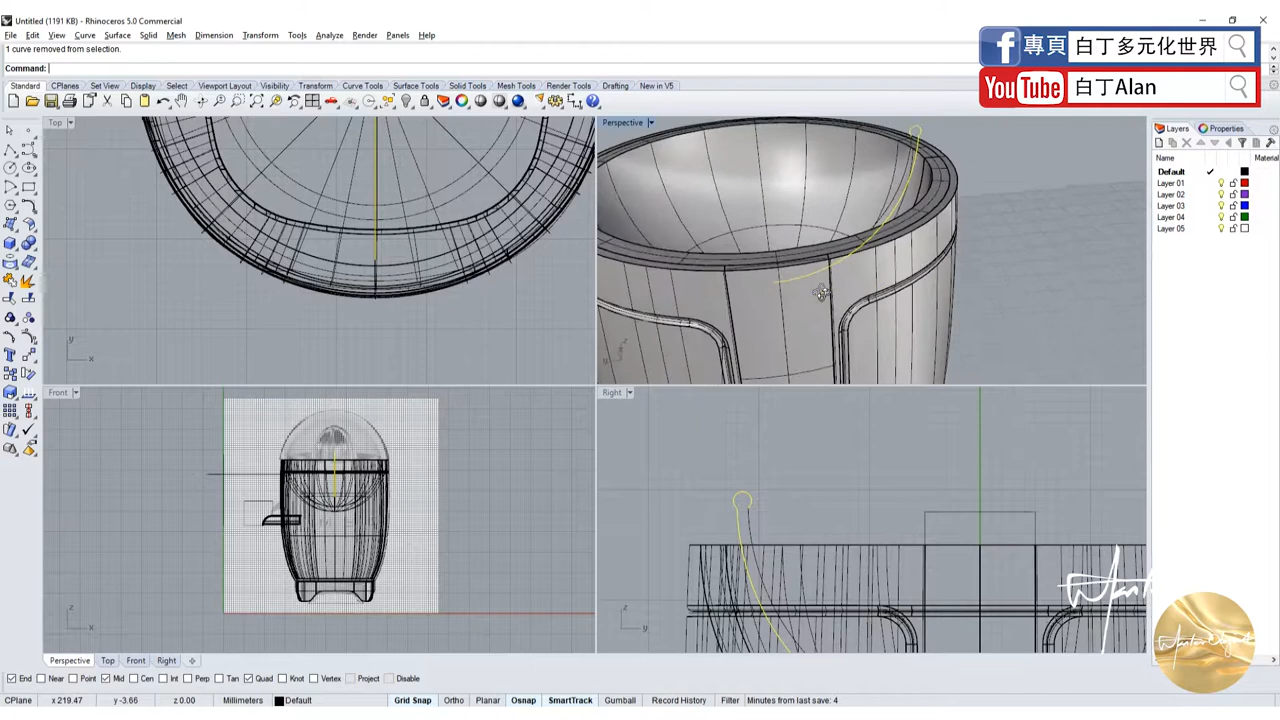 Untitled (1191 KB) - Rhinoceros 5.0 Commercial
File Edit View Curve Surface Solid Mesh Dimension Transform Tools Analyze Render Panels Help
1 curve removed from selection.
Command:
專頁 白丁多元化世界
YouTube 白丁Alan
Standard CPlanes Set View Display Select Viewport Layout Visibility Transform Curve Tools Surface Tools Solid Tools Mesh Tools Render Tools Drafting New in V5
Top
Perspective
Layers Properties
Name Material
Default
Layer 01
Layer 02
Layer 03
Layer 04
Layer 05
y
x
Front
Right
z
x
z
y
Perspective Top Front Right
End Near Point Mid Cen Int Perp Tan Quad Knot Vertex Project Disable
CPlane x 219.47 y -3.66 z 0.00 Millimeters Default Grid Snap Ortho Planar Osnap SmartTrack Gumball Record History Filter Minutes from last save: 4